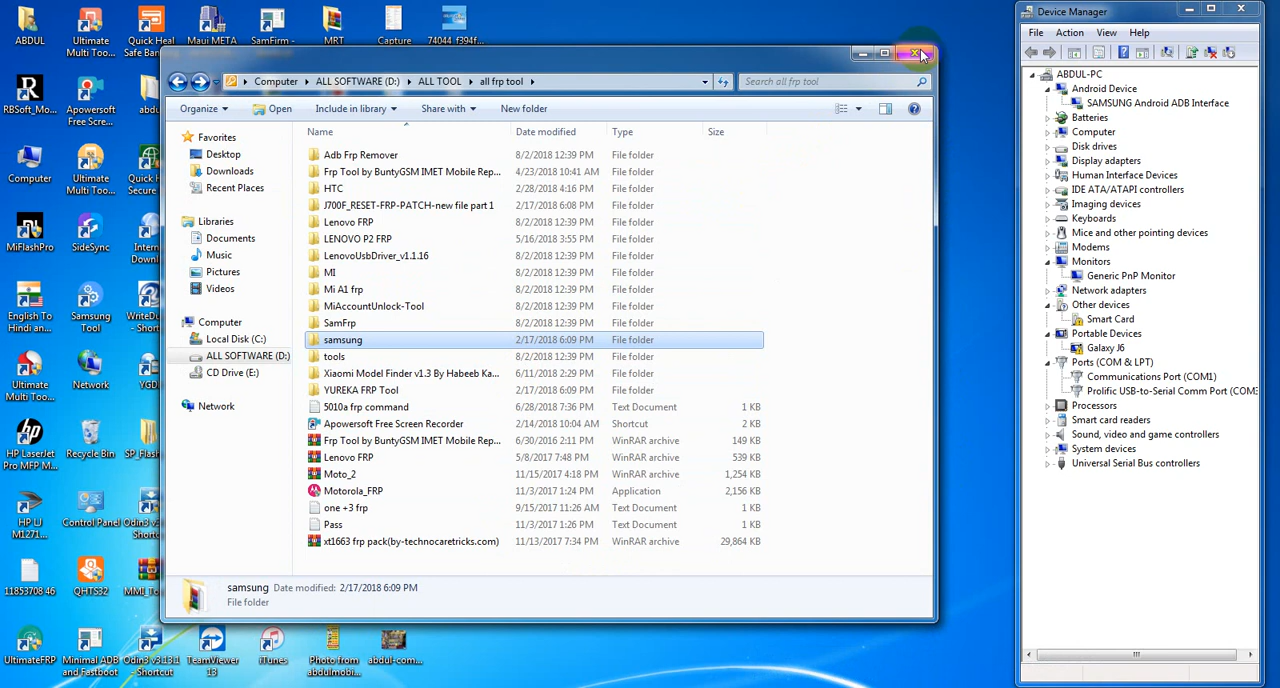 ABDUL
Ultimate
Multi Too...
Quick Heal
Safe Ban...
Maui META
SamFirm -
MRT
Capture
74044_f394f...
RBSoft_Mo...
Apowersoft
Free Scre...
abdu
Computer
Ultimate
Multi Too...
Quick H
Secure
MiFlashPro
SideSync
Intern
Downl
English To
Hindi an...
Samsung
Tool
WriteDu
- Short
Ultimate
Multi Too...
Network
YGD
HP LaserJet
Pro MFP M...
Recycle Bin
SP_Flash
HP LJ
M1271...
Control Panel
Odin3 v3
Shortc
11853708 46
QHTS32
MMI_To
UltimateFRP
Minimal ADB
and Fastboot
Odin3 v3.13.1
- Shortcut
TeamViewer
13
iTunes
Photo from
abdulmobi...
abdul-com...
Computer
ALL SOFTWARE (D:)
ALL TOOL
all frp tool
Search all frp tool
Organize
Open
Include in library
Share with
New folder
Favorites
Desktop
Downloads
Recent Places
Libraries
Documents
Music
Pictures
Videos
Computer
Local Disk (C:)
ALL SOFTWARE (D:)
CD Drive (E:)
Network
Name Date modified Type Size
Adb Frp Remover 8/2/2018 12:39 PM File folder
Frp Tool by BuntyGSM IMET Mobile Rep... 4/23/2018 10:41 AM File folder
HTC 2/28/2018 4:16 PM File folder
J700F_RESET-FRP-PATCH-new file part 1 2/17/2018 6:08 PM File folder
Lenovo FRP 8/2/2018 12:39 PM File folder
LENOVO P2 FRP 5/16/2018 3:55 PM File folder
LenovoUsbDriver_v1.1.16 8/2/2018 12:39 PM File folder
MI 8/2/2018 12:39 PM File folder
Mi A1 frp 8/2/2018 12:39 PM File folder
MiAccountUnlock-Tool 8/2/2018 12:39 PM File folder
SamFrp 8/2/2018 12:39 PM File folder
samsung 2/17/2018 6:09 PM File folder
tools 8/2/2018 12:39 PM File folder
Xiaomi Model Finder v1.3 By Habeeb Ka... 6/11/2018 2:29 PM File folder
YUREKA FRP Tool 2/17/2018 6:09 PM File folder
5010a frp command 6/28/2018 7:36 PM Text Document 1 KB
Apowersoft Free Screen Recorder 2/14/2018 10:04 AM Shortcut 2 KB
Frp Tool by BuntyGSM IMET Mobile Rep... 6/30/2016 2:11 PM WinRAR archive 149 KB
Lenovo FRP 5/8/2017 7:48 PM WinRAR archive 539 KB
Moto_2 11/15/2017 4:18 PM WinRAR archive 1,254 KB
Motorola_FRP 11/3/2017 1:24 PM Application 2,156 KB
one +3 frp 9/15/2017 11:26 AM Text Document 1 KB
Pass 11/3/2017 1:26 PM Text Document 1 KB
xt1663 frp pack(by-technocaretricks.com) 11/13/2017 7:34 PM WinRAR archive 29,864 KB
samsung Date modified: 2/17/2018 6:09 PM
File folder
Device Manager
File Action View Help
ABDUL-PC
Android Device
SAMSUNG Android ADB Interface
Batteries
Computer
Disk drives
Display adapters
Human Interface Devices
IDE ATA/ATAPI controllers
Imaging devices
Keyboards
Mice and other pointing devices
Modems
Monitors
Generic PnP Monitor
Network adapters
Other devices
Smart Card
Portable Devices
Galaxy J6
Ports (COM & LPT)
Communications Port (COM1)
Prolific USB-to-Serial Comm Port (COM3
Processors
Smart card readers
Sound, video and game controllers
System devices
Universal Serial Bus controllers